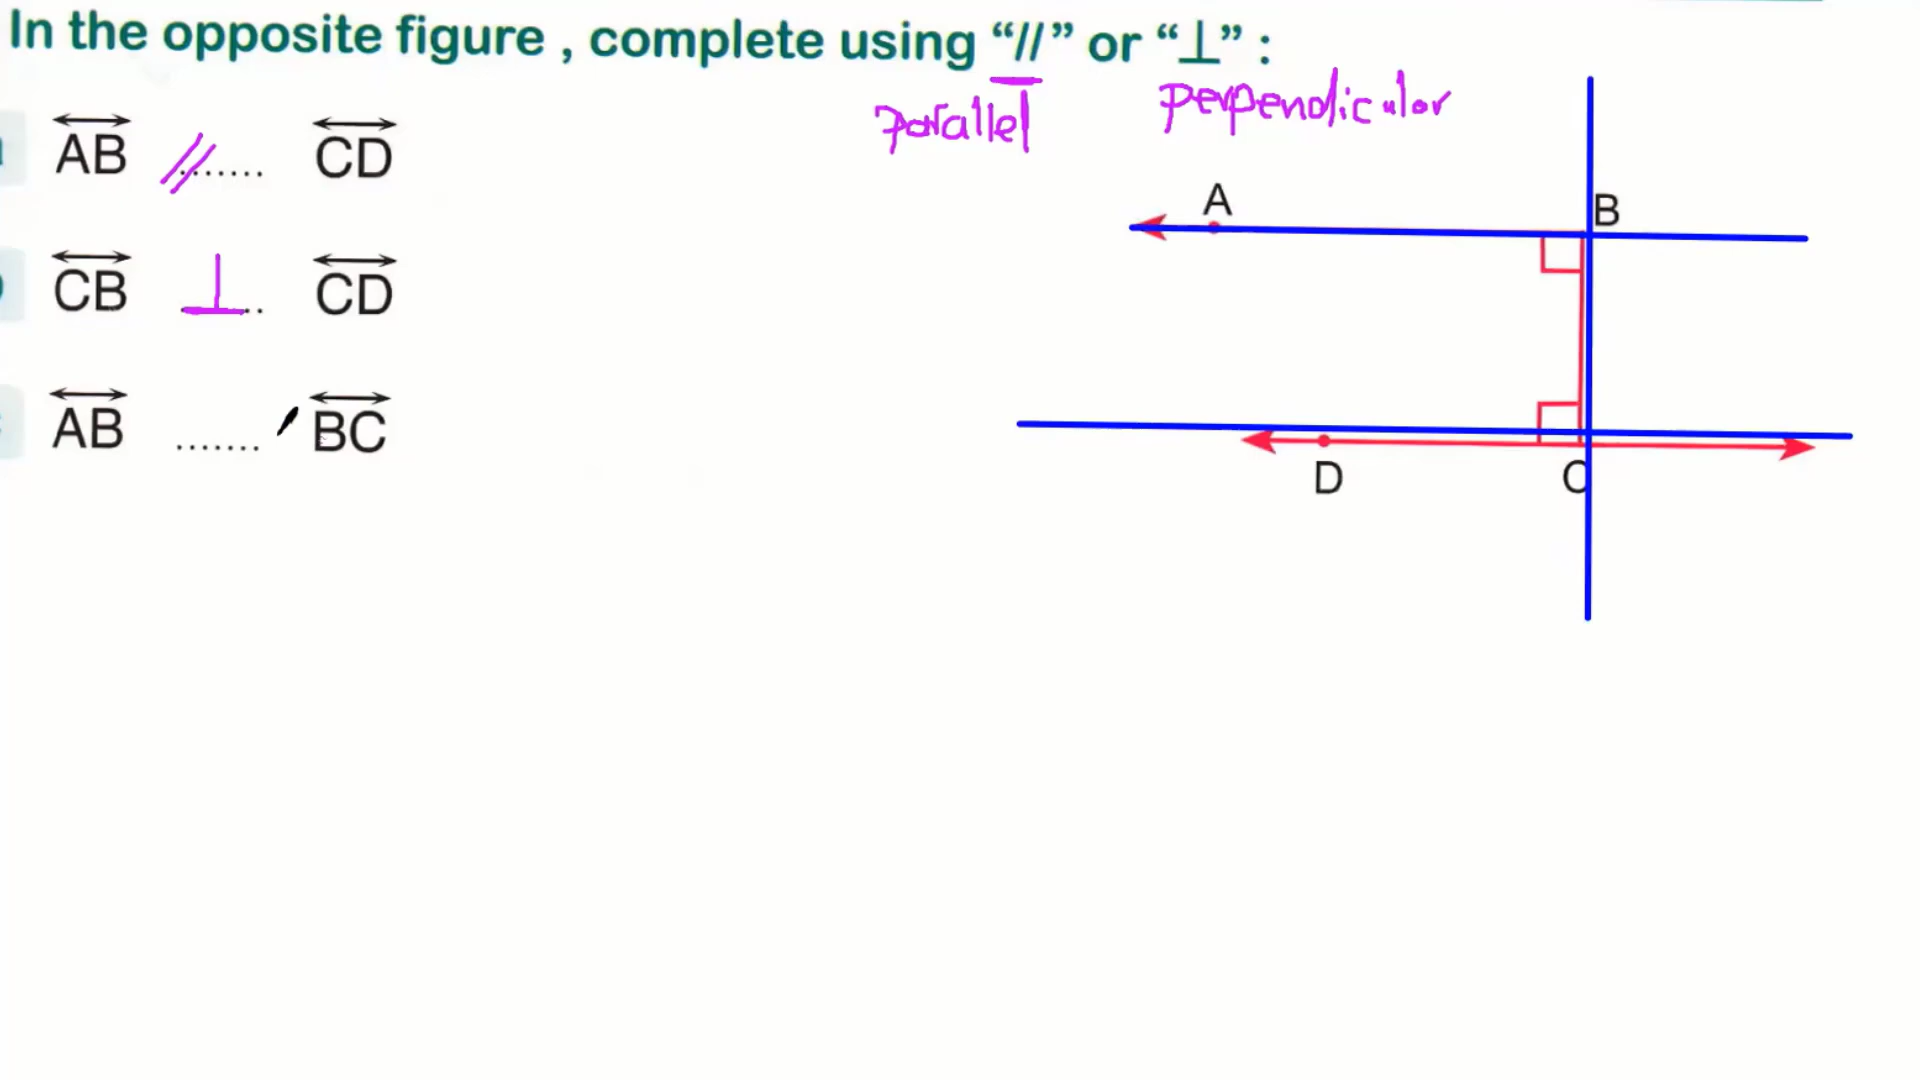 In the opposite figure , complete using “//” or “⊥” :
parallel perpendicular
AB //....... CD
CB ⊥.. CD
AB ....... BC
A
B
D
C